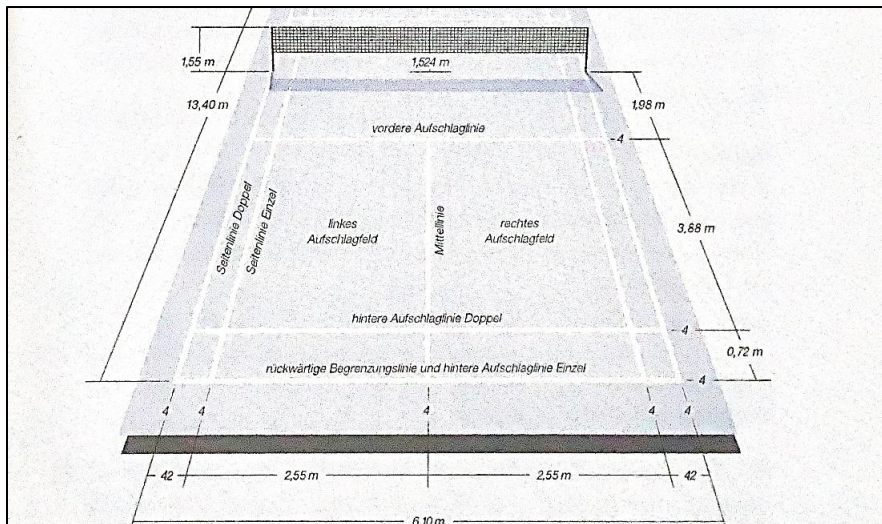 1,55 m
1,524 m
13,40 m
1,98 m
vordere Aufschlaglinie
4
Seitenlinie Doppel
Seitenlinie Einzel
linkes
Aufschlagfeld
Mittellinie
rechtes
Aufschlagfeld
3,88 m
hintere Aufschlaglinie Doppel
4
0,72 m
rückwärtige Begrenzungslinie und hintere Aufschlaglinie Einzel
4
4 4 4 4 4
42 2,55 m 2,55 m 42
6,10 m